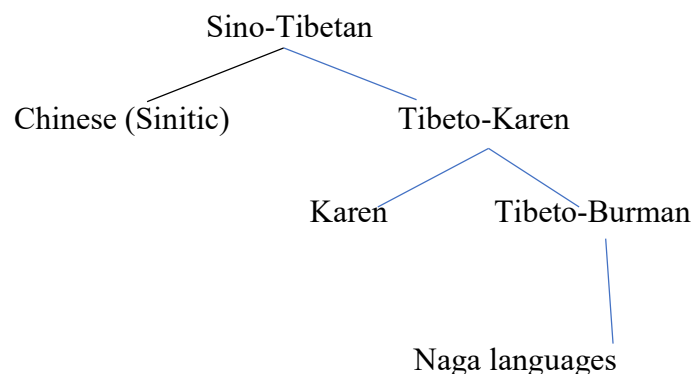 Sino-Tibetan
Chinese (Sinitic) Tibeto-Karen
Karen Tibeto-Burman
Naga languages